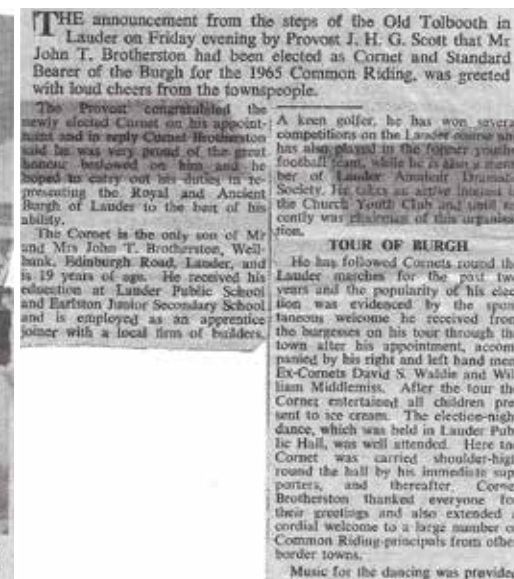 THE announcement from the steps of the Old Tolbooth in
Lauder on Friday evening by Provost J. H. G. Scott that Mr
John T. Brotherston had been elected as Cornet and Standard
Bearer of the Burgh for the 1965 Common Riding, was greeted
with loud cheers from the townspeople.
The Provost congratulated the
newly elected Cornet on his appoint-
ment and in reply Cornet Brotherston
said he was very proud of the great
honour bestowed on him and he
hoped to carry out his duties in re-
presenting the Royal and Ancient
Burgh of Lauder to the best of his
ability.
The Cornet is the only son of Mr
and Mrs John T. Brotherston, Well-
bank, Edinburgh Road, Lauder, and
is 19 years of age. He received his
education at Lauder Public School
and Earlston Junior Secondary School
and is employed as an apprentice
joiner with a local firm of builders.
A keen golfer, he has won severa
competitions on the Lauder course and
has also played in the former youth
football team, while he is also a mem
ber of Lauder Amateur Dramati
Society. He takes an active interest in
the Church Youth Club and until re
cently was chairman of this organisa
tion.
TOUR OF BURGH
He has followed Cornets round the
Lauder marches for the past two
years and the popularity of his elec
tion was evidenced by the spon
taneous welcome he received from
the burgesses on his tour through the
town after his appointment, accom
panied by his right and left hand men
Ex-Cornets David S. Waldie and Wil
liam Middlemiss. After the tour the
Cornet entertained all children pre
sent to ice cream. The election-night
dance, which was held in Lauder Pub
lic Hall, was well attended. Here the
Cornet was carried shoulder-high
round the hall by his immediate sup
porters, and thereafter, Cornet
Brotherston thanked everyone for
their greetings and also extended a
cordial welcome to a large number of
Common Riding principals from other
border towns.
Music for the dancing was provided